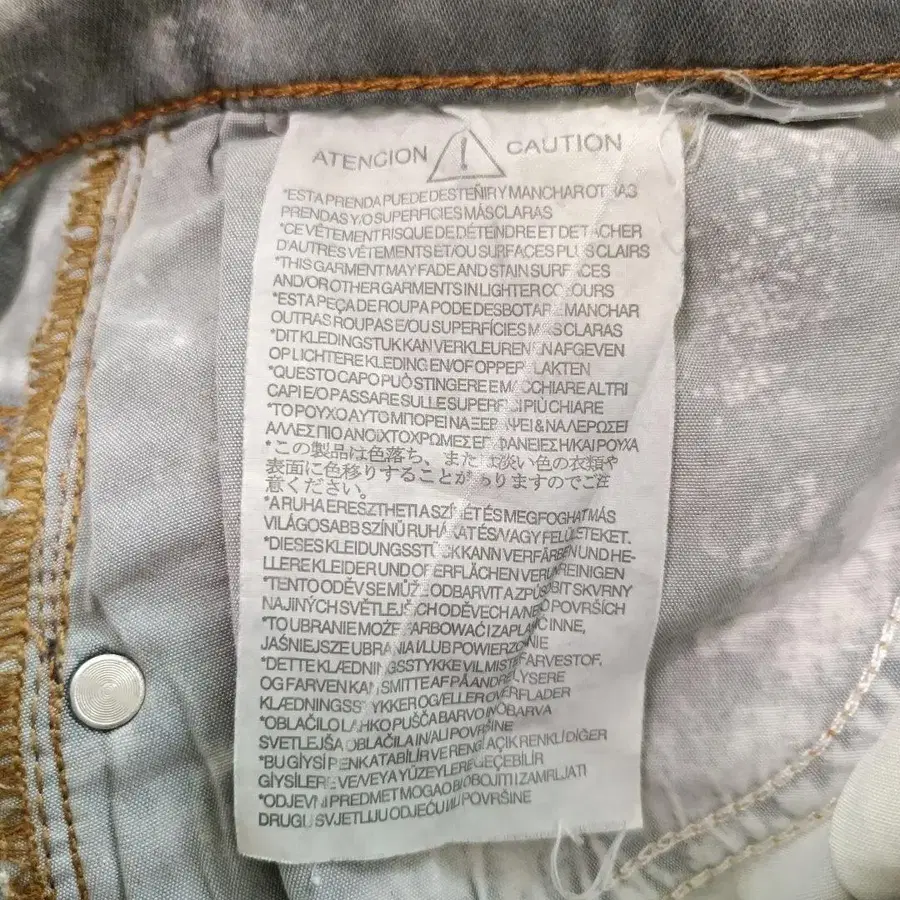 ATENCION ! CAUTION
*ESTA PRENDA PUEDE DESTEÑIR Y MANCHAR OTRAS
PRENDAS Y/O SUPERFICIES MÁS CLARAS
*CE VÊTEMENT RISQUE DE DÉTEINDRE ET DE TACHER
D'AUTRES VÊTEMENTS ET/OU SURFACES PLUS CLAIRS
*THIS GARMENT MAY FADE AND STAIN SURFACES
AND/OR OTHER GARMENTS IN LIGHTER COLOURS
*ESTA PEÇA DE ROUPA PODE DESBOTAR E MANCHAR
OUTRAS ROUPAS E/OU SUPERFÍCIES MAIS CLARAS
*DIT KLEDINGSTUK KAN VERKLEUREN EN AFGEVEN
OP LICHTERE KLEDING EN/OF OPPERVLAKTEN
*QUESTO CAPO PUÒ STINGERE E MACCHIARE ALTRI
CAPI E/O PASSARE SULLE SUPERFICI PIÙ CHIARE
*ΤΟ ΡΟΥΧΟ ΑΥΤΟ ΜΠΟΡΕΙ ΝΑ ΞΕΒΑΨΕΙ & ΝΑ ΛΕΡΩΣΕΙ
ΑΛΛΕΣ ΠΙΟ ΑΝΟΙΧΤΟΧΡΩΜΕΣ ΕΠΙΦΑΝΕΙΕΣ Η/ΚΑΙ ΡΟΥΧΑ
*この製品は色落ち、または淡い色の衣類や
表面に色移りすることがありますのでご注
意ください。
*A RUHA ERESZTHETI A SZÍNÉT ÉS MEGFOGHAT MÁS
VILÁGOSABB SZÍNŰ RUHÁKAT ÉS/VAGY FELÜLETEKET.
*DIESES KLEIDUNGSSTÜCK KANN VERFÄRBEN UND HE-
LLERE KLEIDER UND OBERFLÄCHEN VERUNREINIGEN
*TENTO ODĚV SE MŮŽE ODBARVIT A ZPŮSOBIT SKVRNY
NA JINÝCH SVĚTLEJŠÍCH ODĚVECH A NEBO POVRŠÍCH
*TO UBRANIE MOŻE FARBOWAĆ I ZAPLAMIĆ INNE,
JAŚNIEJSZE UBRANIA I/LUB POWIERZCHNIE
*DETTE KLÆDNINGSSTYKKE VIL MISTE FARVESTOF,
OG FARVEN KAN SMITTE AF PÅ ANDRE LYSERE
KLÆDNINGSSTYKKER OG/ELLER OVERFLADER
*OBLAČILO LAHKO PUŠČA BARVO IN OBARVA
SVETLEJŠA OBLAČILA IN/ALI POVRŠINE
*BU GİYSİ RENK ATABİLİR VE RENGİ AÇIK RENKLİ DİĞER
GİYSİLERE VE/VEYA YÜZEYLERE GEÇEBİLİR
*ODJEVNI PREDMET MOGAO BI OBOJITI I ZAMRLJATI
DRUGU SVJETLIJU ODJEĆU I/ILI POVRŠINE